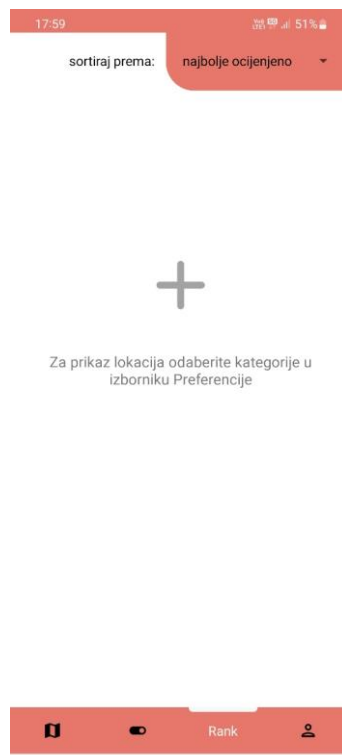 17:59 51%
sortiraj prema: najbolje ocijenjeno
Za prikaz lokacija odaberite kategorije u
izborniku Preferencije
Rank